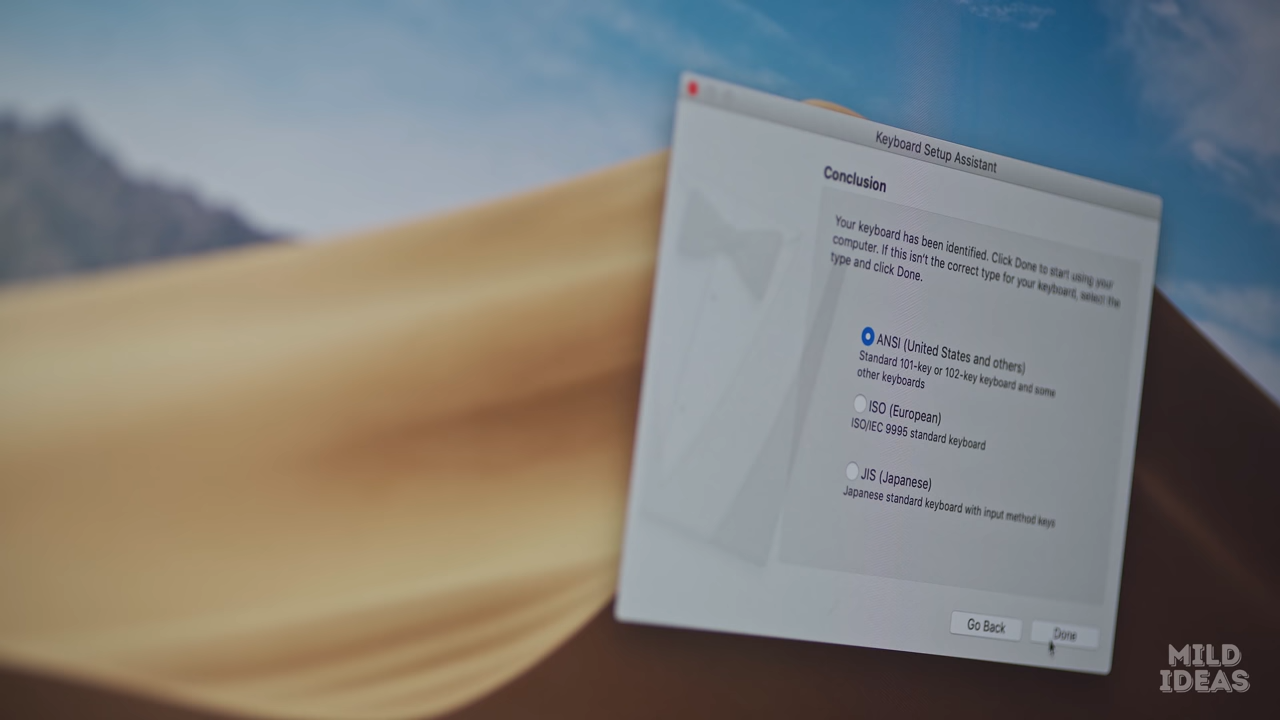 Keyboard Setup Assistant
Conclusion
Your keyboard has been identified. Click Done to start using your
computer. If this isn't the correct type for your keyboard, select the
type and click Done.
ANSI (United States and others)
Standard 101-key or 102-key keyboard and some
other keyboards
ISO (European)
ISO/IEC 9995 standard keyboard
JIS (Japanese)
Japanese standard keyboard with input method keys
Go Back
Done
MILD
IDEAS